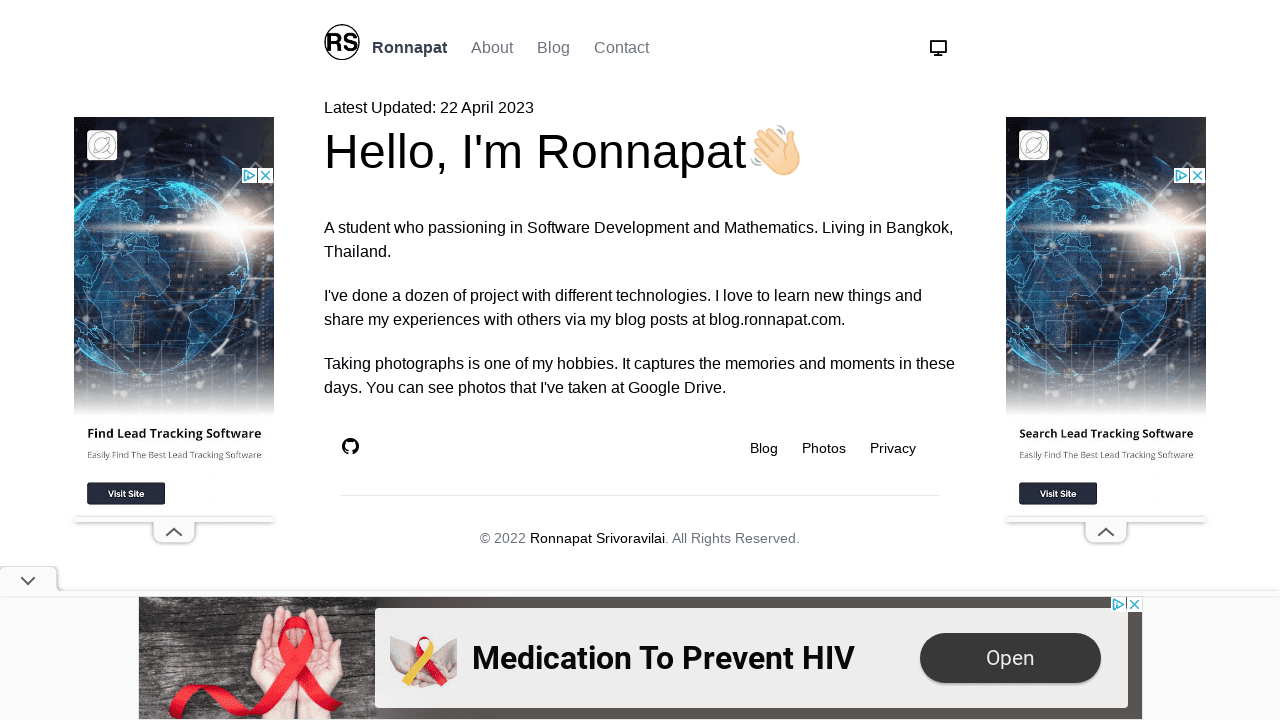 RS Ronnapat About Blog Contact
Latest Updated: 22 April 2023
Hello, I'm Ronnapat👋🏼
A student who passioning in Software Development and Mathematics. Living in Bangkok,
Thailand.
I've done a dozen of project with different technologies. I love to learn new things and
share my experiences with others via my blog posts at blog.ronnapat.com.
Taking photographs is one of my hobbies. It captures the memories and moments in these
days. You can see photos that I've taken at Google Drive.
Blog Photos Privacy
© 2022 Ronnapat Srivoravilai. All Rights Reserved.
Find Lead Tracking Software
Easily Find The Best Lead Tracking Software
Visit Site
Search Lead Tracking Software
Easily Find The Best Lead Tracking Software
Visit Site
Medication To Prevent HIV
Open